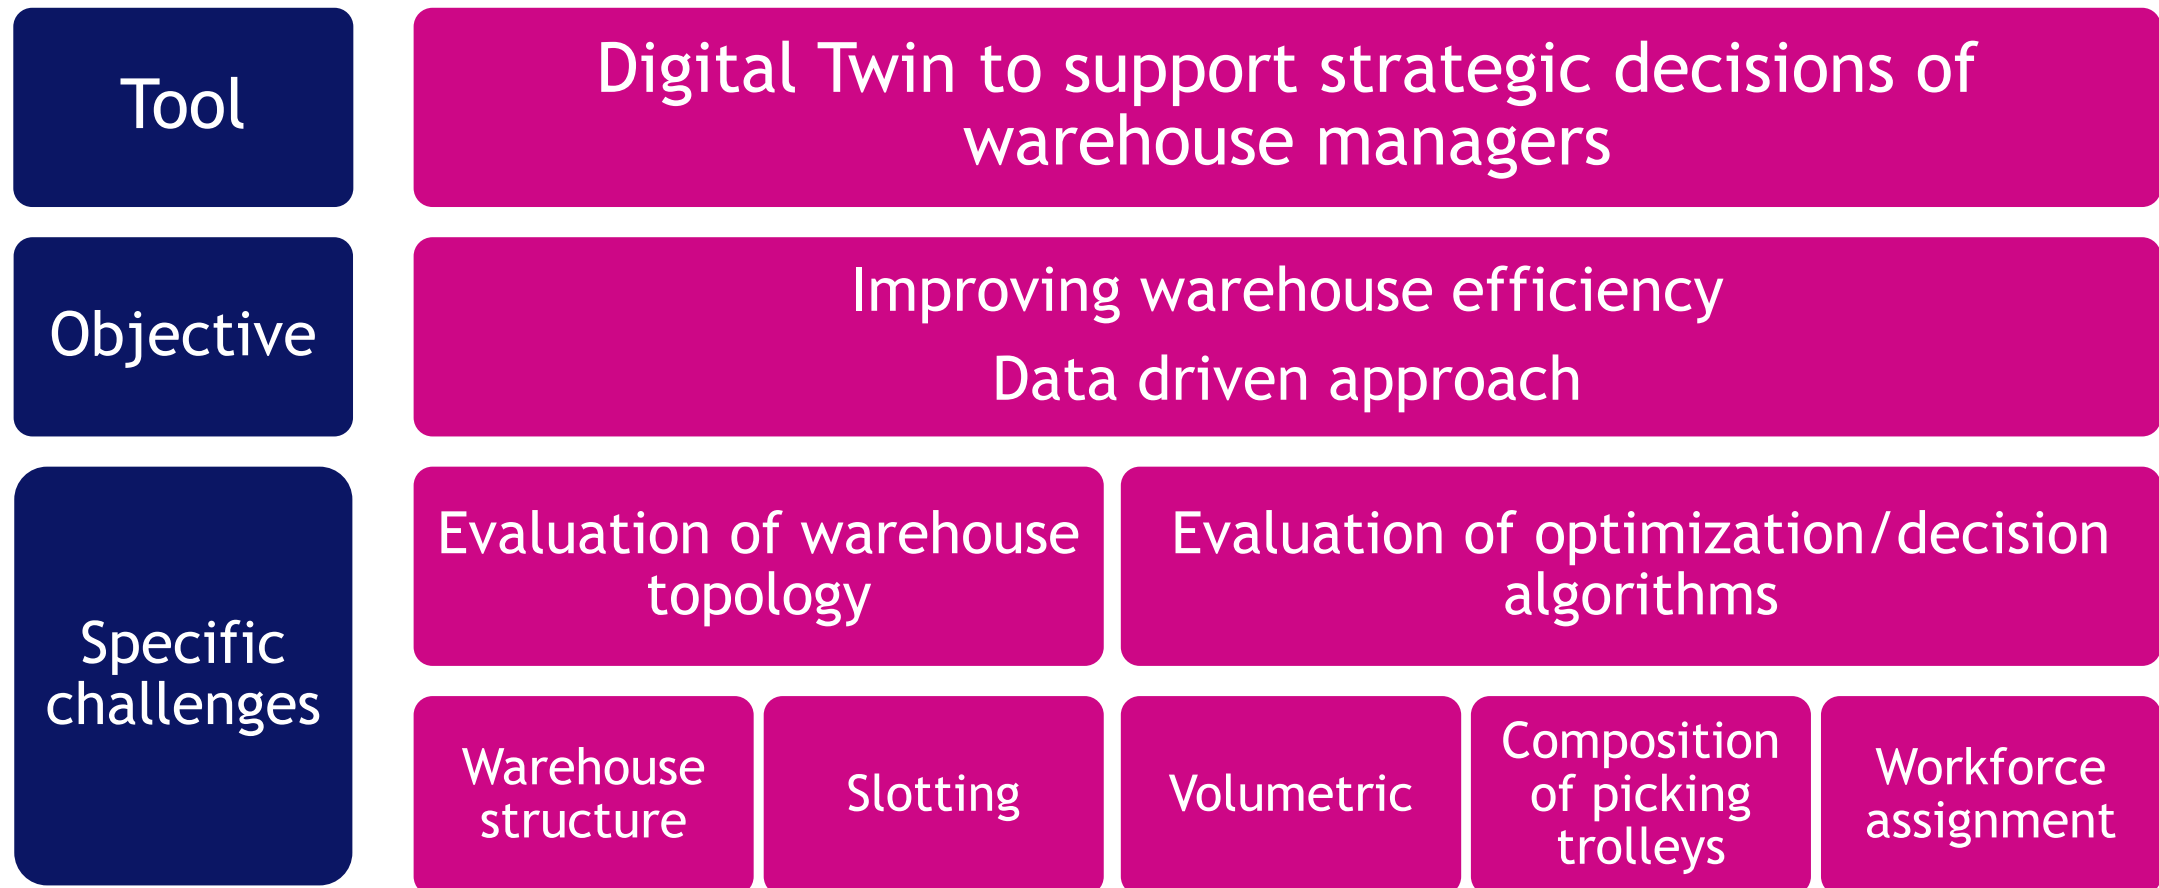 Tool
Digital Twin to support strategic decisions of
warehouse managers
Objective
Improving warehouse efficiency
Data driven approach
Specific
challenges
Evaluation of warehouse
topology
Evaluation of optimization/decision
algorithms
Warehouse
structure
Slotting
Volumetric
Composition
of picking
trolleys
Workforce
assignment